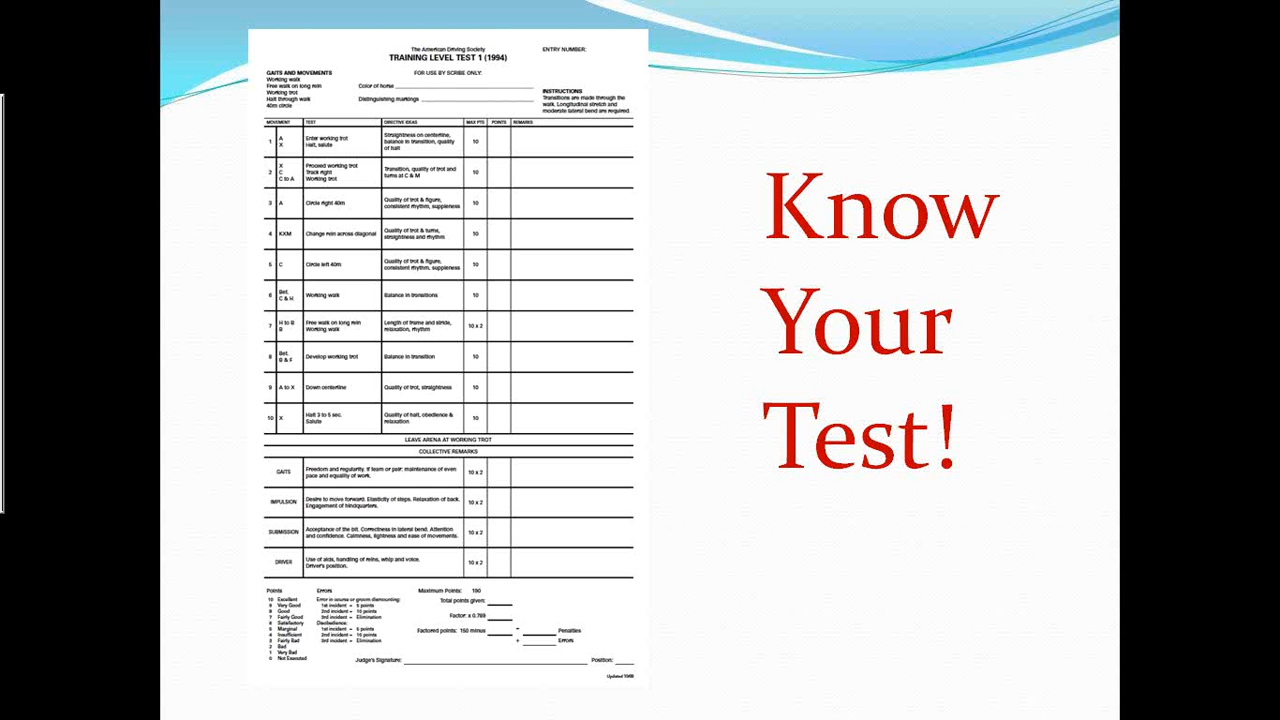 The American Driving Society
ENTRY NUMBER:
TRAINING LEVEL TEST 1 (1994)
GAITS AND MOVEMENTS
Working walk
Free walk on long rein
Working trot
Halt through walk
40m circle
FOR USE BY SCRIBE ONLY:
Color of horse
Distinguishing markings
INSTRUCTIONS
Transitions are made through the
walk. Longitudinal stretch and
moderate lateral bend are required.
MOVEMENT TEST DIRECTIVE IDEAS MAX PTS POINTS REMARKS
1 A Enter working trot Straightness on centerline,
X Halt, salute balance in transition, quality 10
of halt
2 X Proceed working trot Transition, quality of trot and
C Track right turns at C & M 10
C to A Working trot
3 A Circle right 40m Quality of trot & figure,
consistent rhythm, suppleness 10
4 KXM Change rein across diagonal Quality of trot & turns,
straightness and rhythm 10
5 C Circle left 40m Quality of trot & figure,
consistent rhythm, suppleness 10
6 Bet. C & H Working walk Balance in transitions 10
7 H to B Free walk on long rein Length of frame and stride,
B Working walk relaxation, rhythm 10 x 2
8 Bet. B & F Develop working trot Balance in transition 10
9 A to X Down centerline Quality of trot, straightness 10
10 X Halt 3 to 5 sec. Quality of halt, obedience &
Salute relaxation 10
LEAVE ARENA AT WORKING TROT
COLLECTIVE REMARKS
GAITS Freedom and regularity. If team or pair: maintenance of even
pace and equality of work. 10 x 2
IMPULSION Desire to move forward. Elasticity of steps. Relaxation of back.
Engagement of hindquarters. 10 x 2
SUBMISSION Acceptance of the bit. Correctness in lateral bend. Attention
and confidence. Calmness, lightness and ease of movements. 10 x 2
DRIVER Use of aids, handling of reins, whip and voice.
Driver's position. 10 x 2
Points
10 Excellent
9 Very Good
8 Good
7 Fairly Good
6 Satisfactory
5 Marginal
4 Insufficient
3 Fairly Bad
2 Bad
1 Very Bad
0 Not Executed
Errors
Error in course or groom dismounting:
1st incident = 5 points
2nd incident = 10 points
3rd incident = Elimination
Disobedience:
1st incident = 5 points
2nd incident = 10 points
3rd incident = Elimination
Maximum Points: 190
Total points given:
Factor: x 0.789
Factored points: 150 minus
= Penalties
+ Errors
Judge's Signature: Position:
Updated
Know
Your
Test!